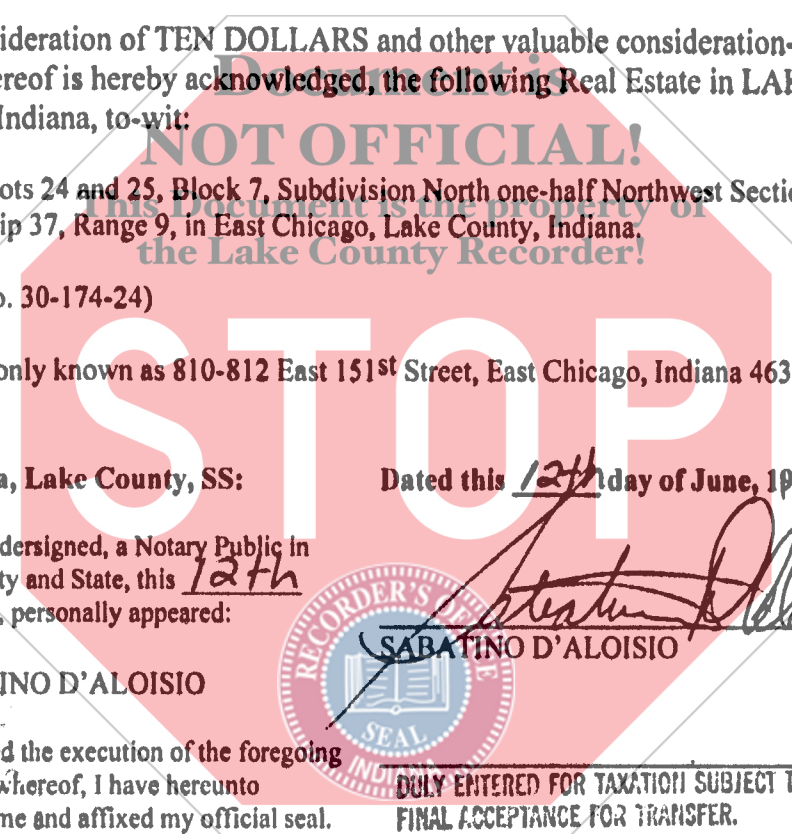 ideration of TEN DOLLARS and other valuable consideration-
ereof is hereby acknowledged, the following Real Estate in LAK
Document is
Indiana, to-wit:
NOT OFFICIAL!
ots 24 and 25, Block 7, Subdivision North one-half Northwest Sectio
This Document is the property of
ip 37, Range 9, in East Chicago, Lake County, Indiana.
the Lake County Recorder!
o. 30-174-24)
STOP
only known as 810-812 East 151st Street, East Chicago, Indiana 463
a, Lake County, SS:
Dated this 12th day of June, 19
dersigned, a Notary Public in
ty and State, this 12th
, personally appeared:
SABATINO D'ALOISIO
INO D'ALOISIO
RECORDER'S OFFICE
SEAL
INDIANA
d the execution of the foregoing
whereof, I have hereunto
me and affixed my official seal.
DULY ENTERED FOR TAXATION SUBJECT T
FINAL ACCEPTANCE FOR TRANSFER.